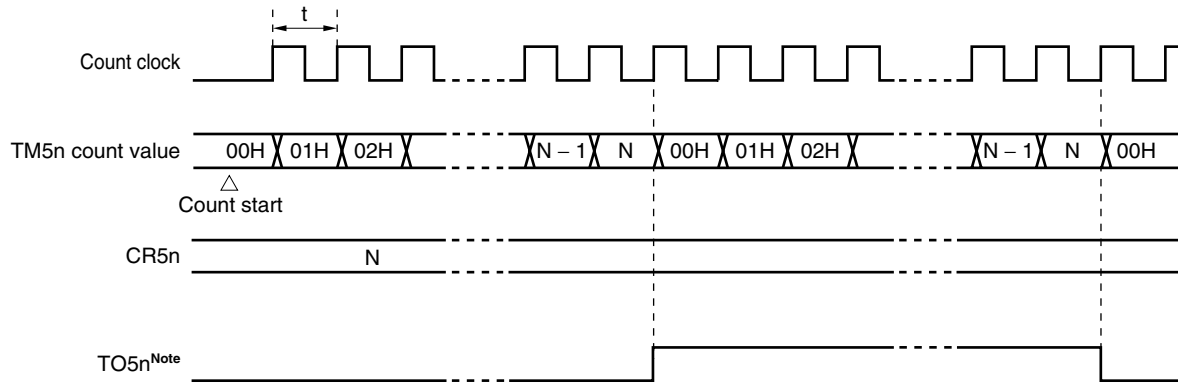 t
Count clock
TM5n count value 00H 01H 02H N – 1 N 00H 01H 02H N – 1 N 00H
△
Count start
CR5n N
TO5nNote